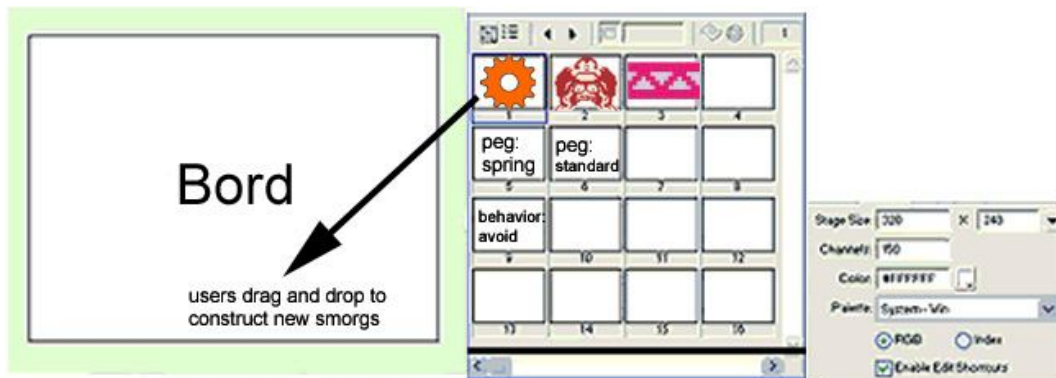 Bord
users drag and drop to
construct new smorgs
1
1
2
3
4
peg:
spring
peg:
standard
5
6
7
8
behavior:
avoid
9
10
11
12
13
14
15
16
Stage Size: 320 X 243
Channels: 150
Color: #FFFFFF
Palette: System - Win
RGB Index
Enable Edit Shortcuts